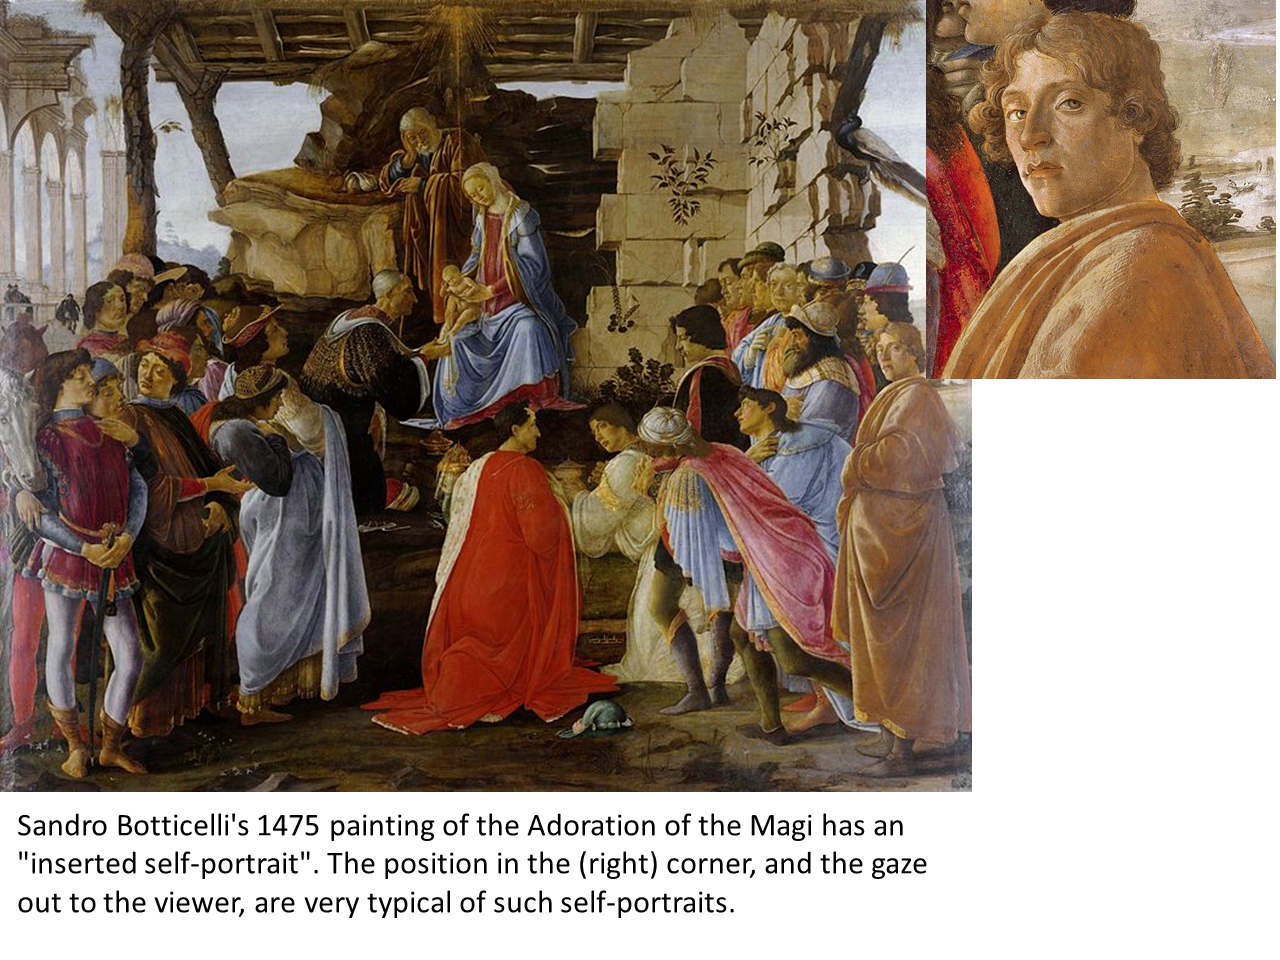 Sandro Botticelli's 1475 painting of the Adoration of the Magi has an
"inserted self-portrait". The position in the (right) corner, and the gaze
out to the viewer, are very typical of such self-portraits.